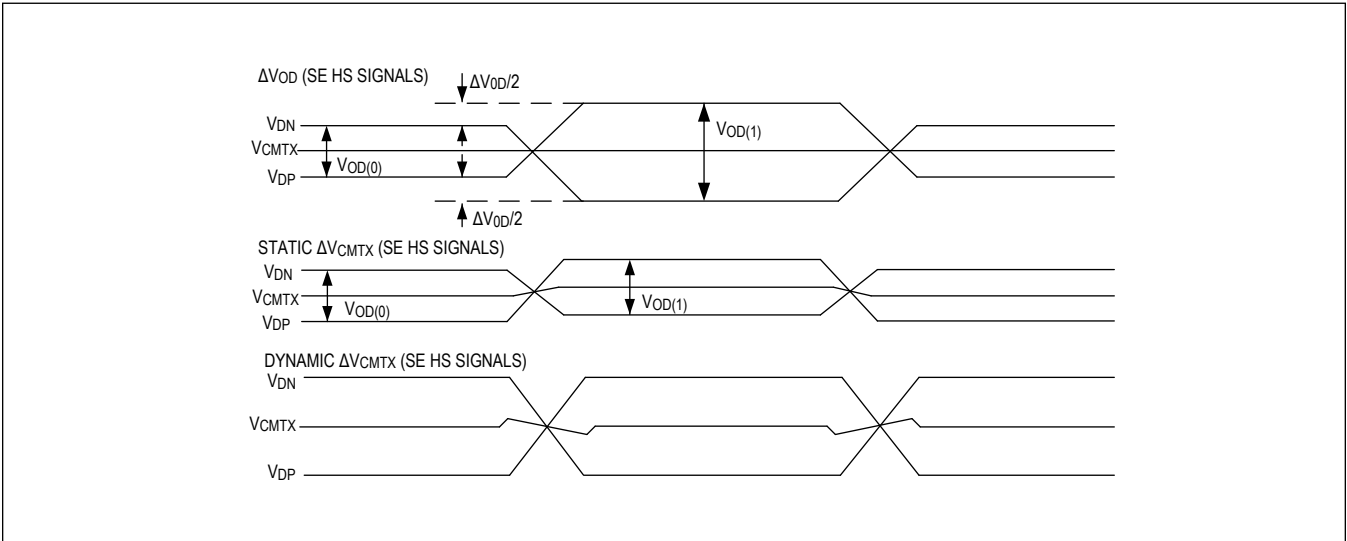 ΔVOD (SE HS SIGNALS)
ΔV0D/2
VDN
VCMTX
VOD(0)
VDP
VOD(1)
ΔV0D/2
STATIC ΔVCMTX (SE HS SIGNALS)
VDN
VCMTX
VOD(0)
VDP
VOD(1)
DYNAMIC ΔVCMTX (SE HS SIGNALS)
VDN
VCMTX
VDP